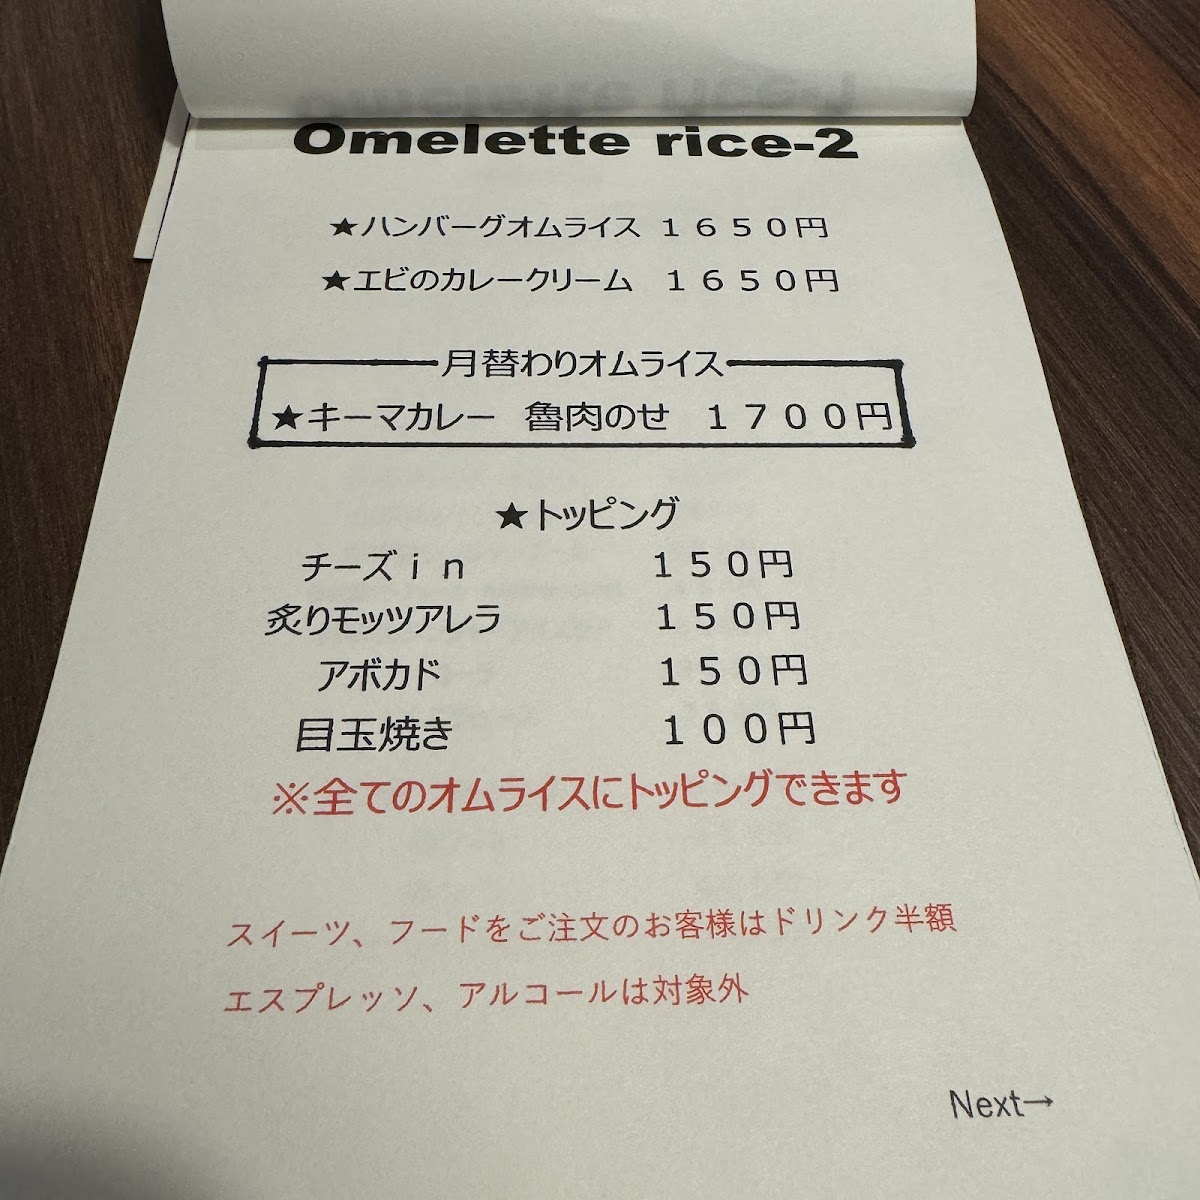 Omelette rice-2
★ハンバーグオムライス １６５０円
★エビのカレークリーム １６５０円
月替わりオムライス
★キーマカレー 魯肉のせ １７００円
★トッピング
チーズｉｎ １５０円
炙りモッツアレラ １５０円
アボカド １５０円
目玉焼き １００円
※全てのオムライスにトッピングできます
スイーツ、フードをご注文のお客様はドリンク半額
エスプレッソ、アルコールは対象外
Next→